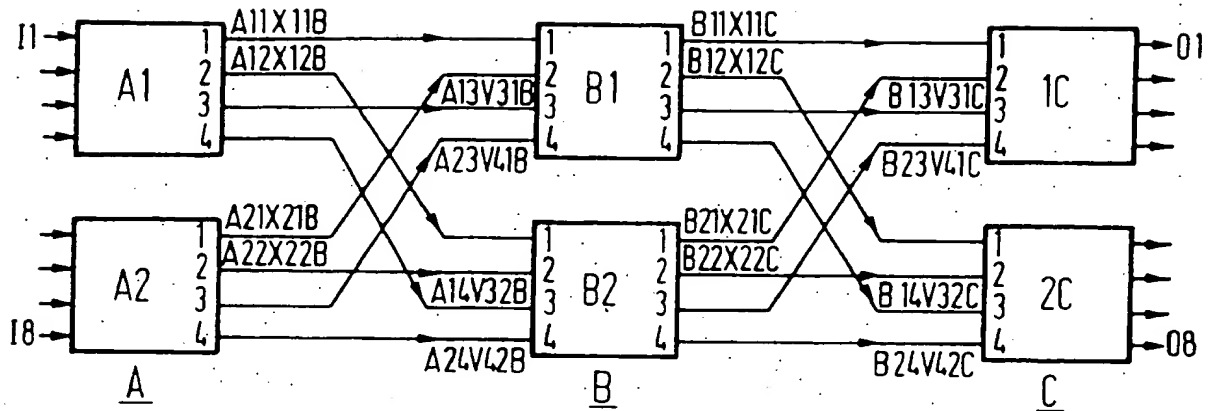 I1
A1
1
2
3
4
A11X11B
A12X12B
A13V31B
A23V41B
1
2
3
4
B1
1
2
3
4
B11X11C
B12X12C
B13V31C
B23V41C
1
2
3
4
1C
O1
I8
A2
1
2
3
4
A21X21B
A22X22B
A14V32B
A24V42B
1
2
3
4
B2
1
2
3
4
B21X21C
B22X22C
B14V32C
B24V42C
1
2
3
4
2C
O8
A
B
C